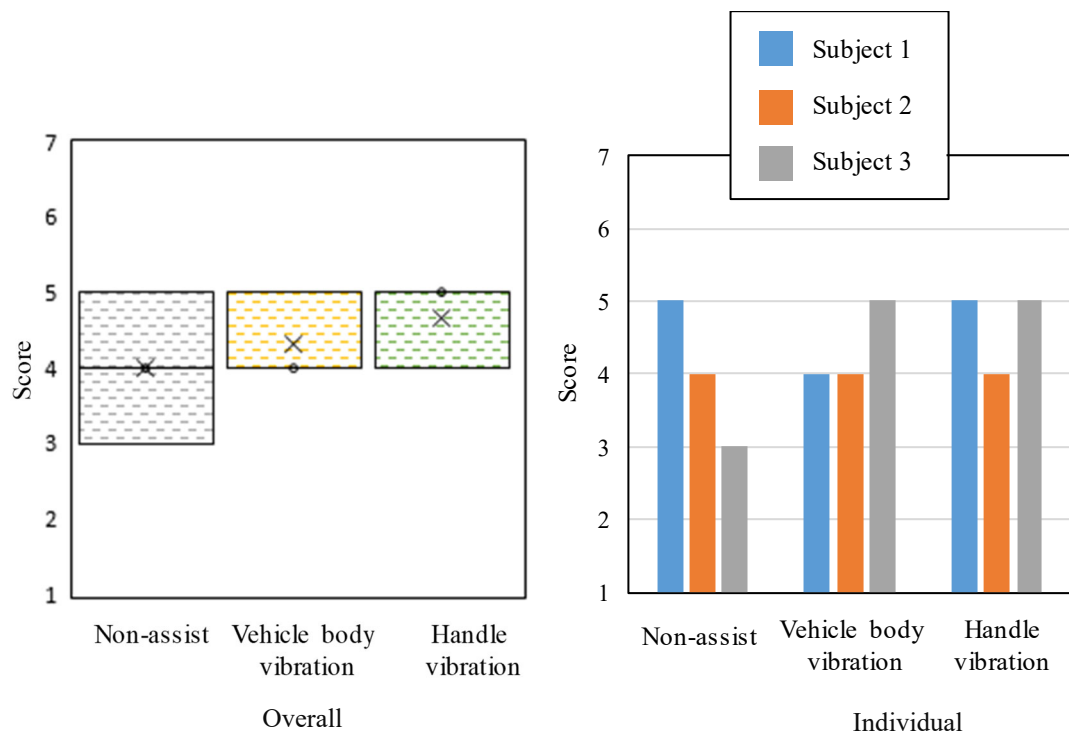 7
6
5
4
3
2
1
Score
Non-assist
Vehicle body
vibration
Handle
vibration
Overall
Subject 1
Subject 2
Subject 3
7
6
5
4
3
2
1
Score
Non-assist
Vehicle body
vibration
Handle
vibration
Individual